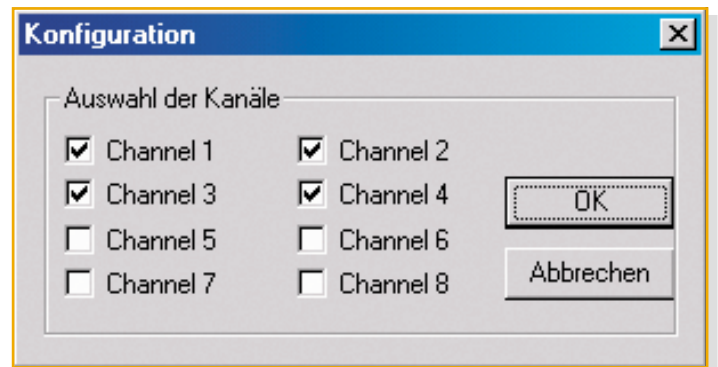 Konfiguration
Auswahl der Kanäle
Channel 1
Channel 2
Channel 3
Channel 4
OK
Channel 5
Channel 6
Abbrechen
Channel 7
Channel 8